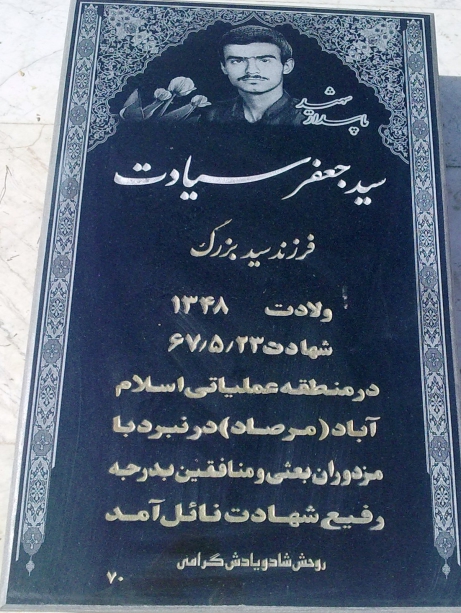 شهید
پاسدار
سید جعفر سیادت
فرزند سید بزرگ
ولادت ۱۳۴۸
شهادت ۶۷٫۵٫۲۳
در منطقه عملیاتی اسلام
آباد (مرصاد) در نبرد با
مزدوران بعثی و منافقین بدرجه
رفیع شهادت نائل آمد
روحش شاد و یادش گرامی
۷۰